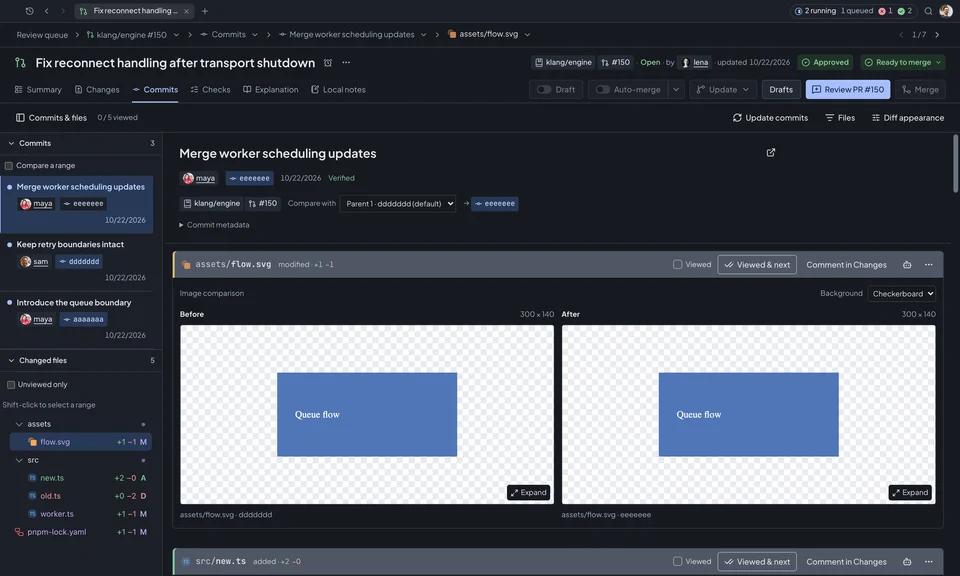 Fix reconnect handling ...
2 running 1 queued 1 2
Review queue klang/engine #150 Commits Merge worker scheduling updates assets/flow.svg 1 / 7
Fix reconnect handling after transport shutdown
klang/engine #150 · Open · by lena · updated 10/22/2026 Approved Ready to merge
Summary Changes Commits Checks Explanation Local notes
Draft Auto-merge Update Drafts Review PR #150 Merge
Commits & files 0 / 5 viewed
Update commits Files Diff appearance
Commits 3
Compare a range
Merge worker scheduling updates
maya eeeeeee
10/22/2026
Keep retry boundaries intact
sam ddddddd
10/22/2026
Introduce the queue boundary
maya aaaaaaa
10/22/2026
Changed files 5
Unviewed only
Shift-click to select a range
assets
flow.svg +1 −1 M
src
TS new.ts +2 −0 A
TS old.ts +0 −2 D
TS worker.ts +1 −1 M
pnpm-lock.yaml +1 −1 M
Merge worker scheduling updates
maya eeeeeee 10/22/2026 Verified
klang/engine #150 Compare with Parent 1 · ddddddd (default) → eeeeeee
Commit metadata
assets/flow.svg modified · +1 −1
Viewed Viewed & next Comment in Changes
Image comparison
Background Checkerboard
Before 300 × 140
After 300 × 140
Queue flow
Queue flow
Expand
Expand
assets/flow.svg · ddddddd
assets/flow.svg · eeeeeee
TS src/new.ts added · +2 −0
Viewed Viewed & next Comment in Changes